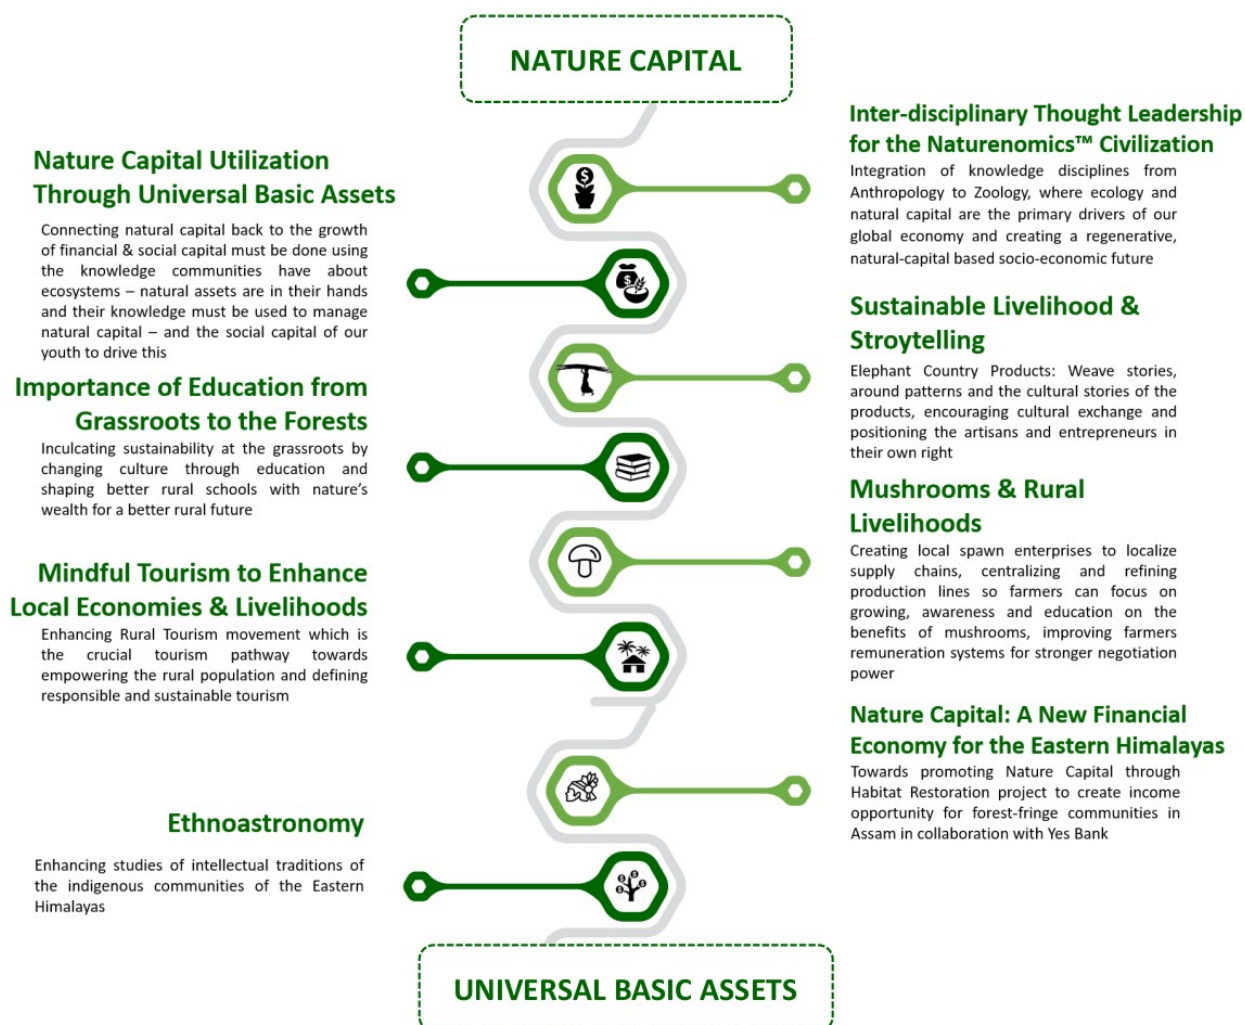 NATURE CAPITAL
Inter-disciplinary Thought Leadership
for the Naturenomics™ Civilization
Integration of knowledge disciplines from
Anthropology to Zoology, where ecology and
natural capital are the primary drivers of our
global economy and creating a regenerative,
natural-capital based socio-economic future
Nature Capital Utilization
Through Universal Basic Assets
Connecting natural capital back to the growth
of financial & social capital must be done using
the knowledge communities have about
ecosystems – natural assets are in their hands
and their knowledge must be used to manage
natural capital – and the social capital of our
youth to drive this
Sustainable Livelihood &
Stroytelling
Elephant Country Products: Weave stories,
around patterns and the cultural stories of the
products, encouraging cultural exchange and
positioning the artisans and entrepreneurs in
their own right
Importance of Education from
Grassroots to the Forests
Inculcating sustainability at the grassroots by
changing culture through education and
shaping better rural schools with nature's
wealth for a better rural future
Mushrooms & Rural
Livelihoods
Creating local spawn enterprises to localize
supply chains, centralizing and refining
production lines so farmers can focus on
growing, awareness and education on the
benefits of mushrooms, improving farmers
remuneration systems for stronger negotiation
power
Mindful Tourism to Enhance
Local Economies & Livelihoods
Enhancing Rural Tourism movement which is
the crucial tourism pathway towards
empowering the rural population and defining
responsible and sustainable tourism
Nature Capital: A New Financial
Economy for the Eastern Himalayas
Towards promoting Nature Capital through
Habitat Restoration project to create income
opportunity for forest-fringe communities in
Assam in collaboration with Yes Bank
Ethnoastronomy
Enhancing studies of intellectual traditions of
the indigenous communities of the Eastern
Himalayas
UNIVERSAL BASIC ASSETS